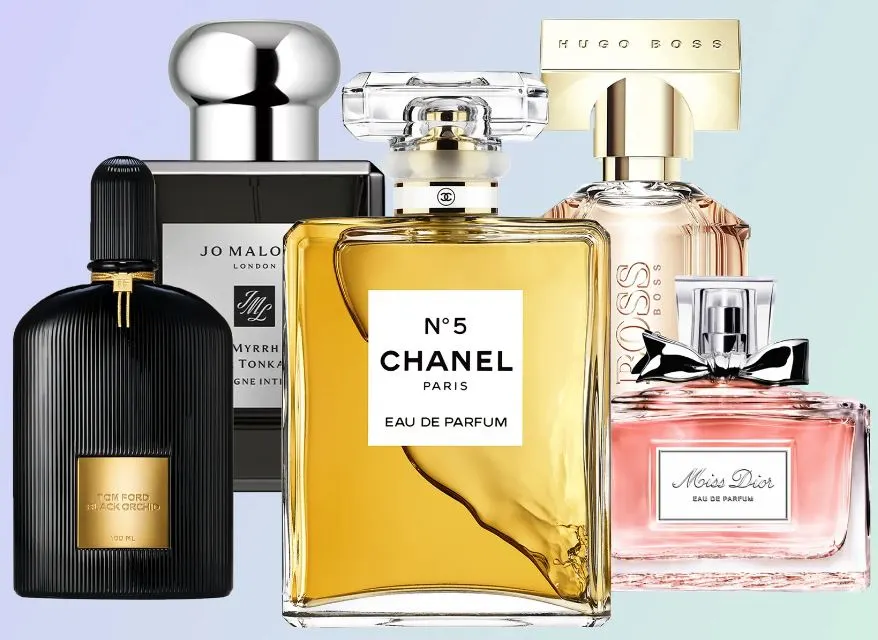 HUGO BOSS
JO MALO
LONDON
JML
MYRRH
TONKA
GNE INT
TOM FORD
BLACK ORCHID
100 ML
N°5
CHANEL
PARIS
EAU DE PARFUM
BOSS
BOSS
Miss Dior
EAU DE PARFUM